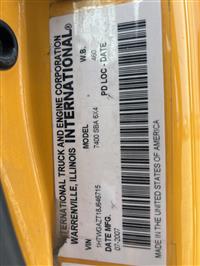 INTERNATIONAL TRUCK AND ENGINE CORPORATION
WARRENVILLE, ILLINOIS
INTERNATIONAL®
W.B.
460
PD LOC - DATE
MODEL
7400 SBA 6X4
VIN
1HTWGAZT18J646715
DATE MFG.
07-2007
MADE IN THE UNITED STATES OF AMERICA